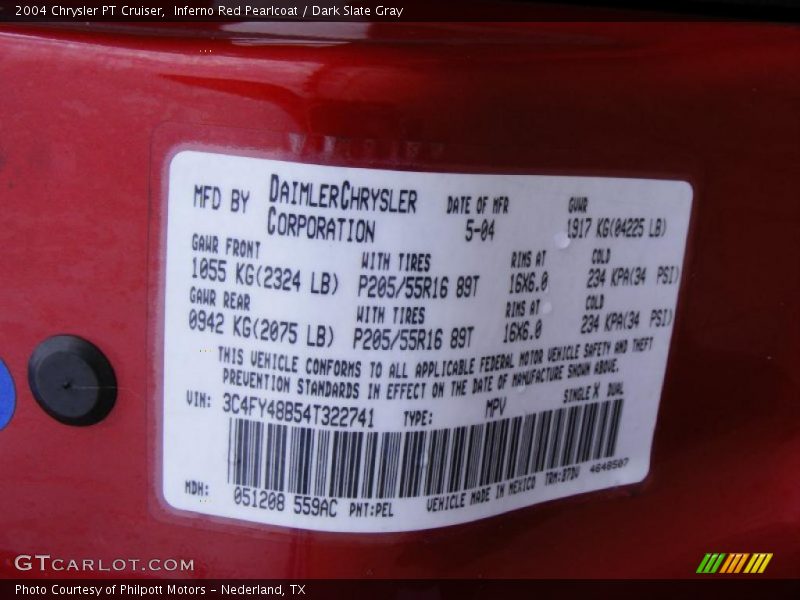 2004 Chrysler PT Cruiser,  Inferno Red Pearlcoat / Dark Slate Gray
MFD BY DAIMLERCHRYSLER CORPORATION DATE OF MFR 5-04 GVWR 1917 KG(04225 LB)
GAWR FRONT WITH TIRES RIMS AT COLD
1055 KG(2324 LB) P205/55R16 89T 16X6.0 234 KPA(34 PSI)
GAWR REAR WITH TIRES RIMS AT COLD
0942 KG(2075 LB) P205/55R16 89T 16X6.0 234 KPA(34 PSI)
THIS VEHICLE CONFORMS TO ALL APPLICABLE FEDERAL MOTOR VEHICLE SAFETY AND THEFT
PREVENTION STANDARDS IN EFFECT ON THE DATE OF MANUFACTURE SHOWN ABOVE.
VIN: 3C4FY48B54T322741 TYPE: MPV SINGLE X DUAL
MDH: 051208 559AC PNT:PEL VEHICLE MADE IN MEXICO TRM:B7DV 4648507
GTCARLOT.COM
Photo Courtesy of Philpott Motors - Nederland, TX